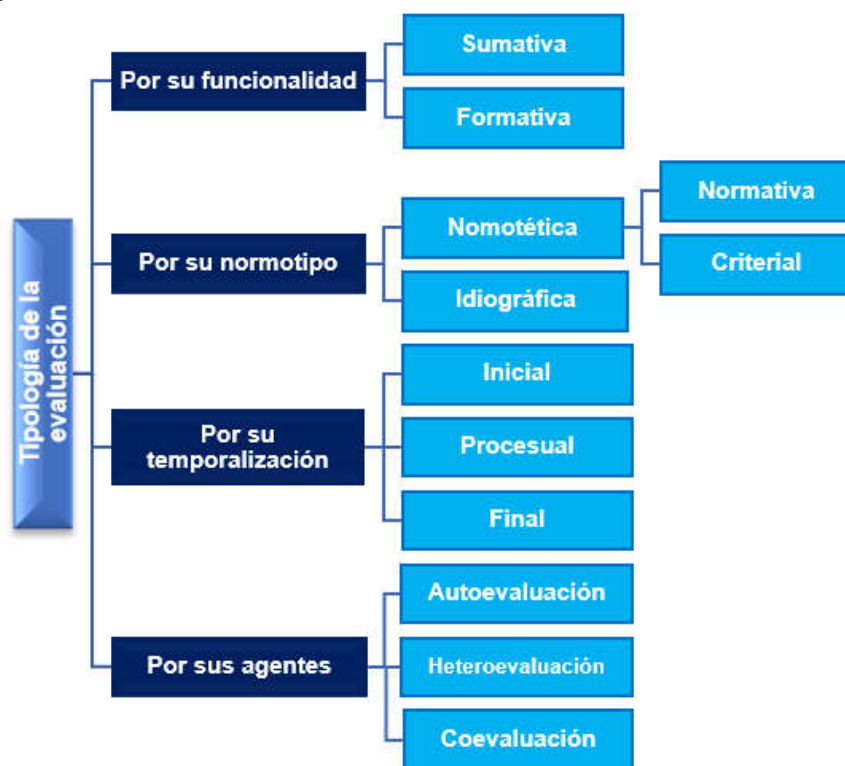 Tipología de la
evaluación
Por su funcionalidad
Sumativa
Formativa
Por su normotipo
Nomotética
Normativa
Criterial
Idiográfica
Por su
temporalización
Inicial
Procesual
Final
Por sus agentes
Autoevaluación
Heteroevaluación
Coevaluación